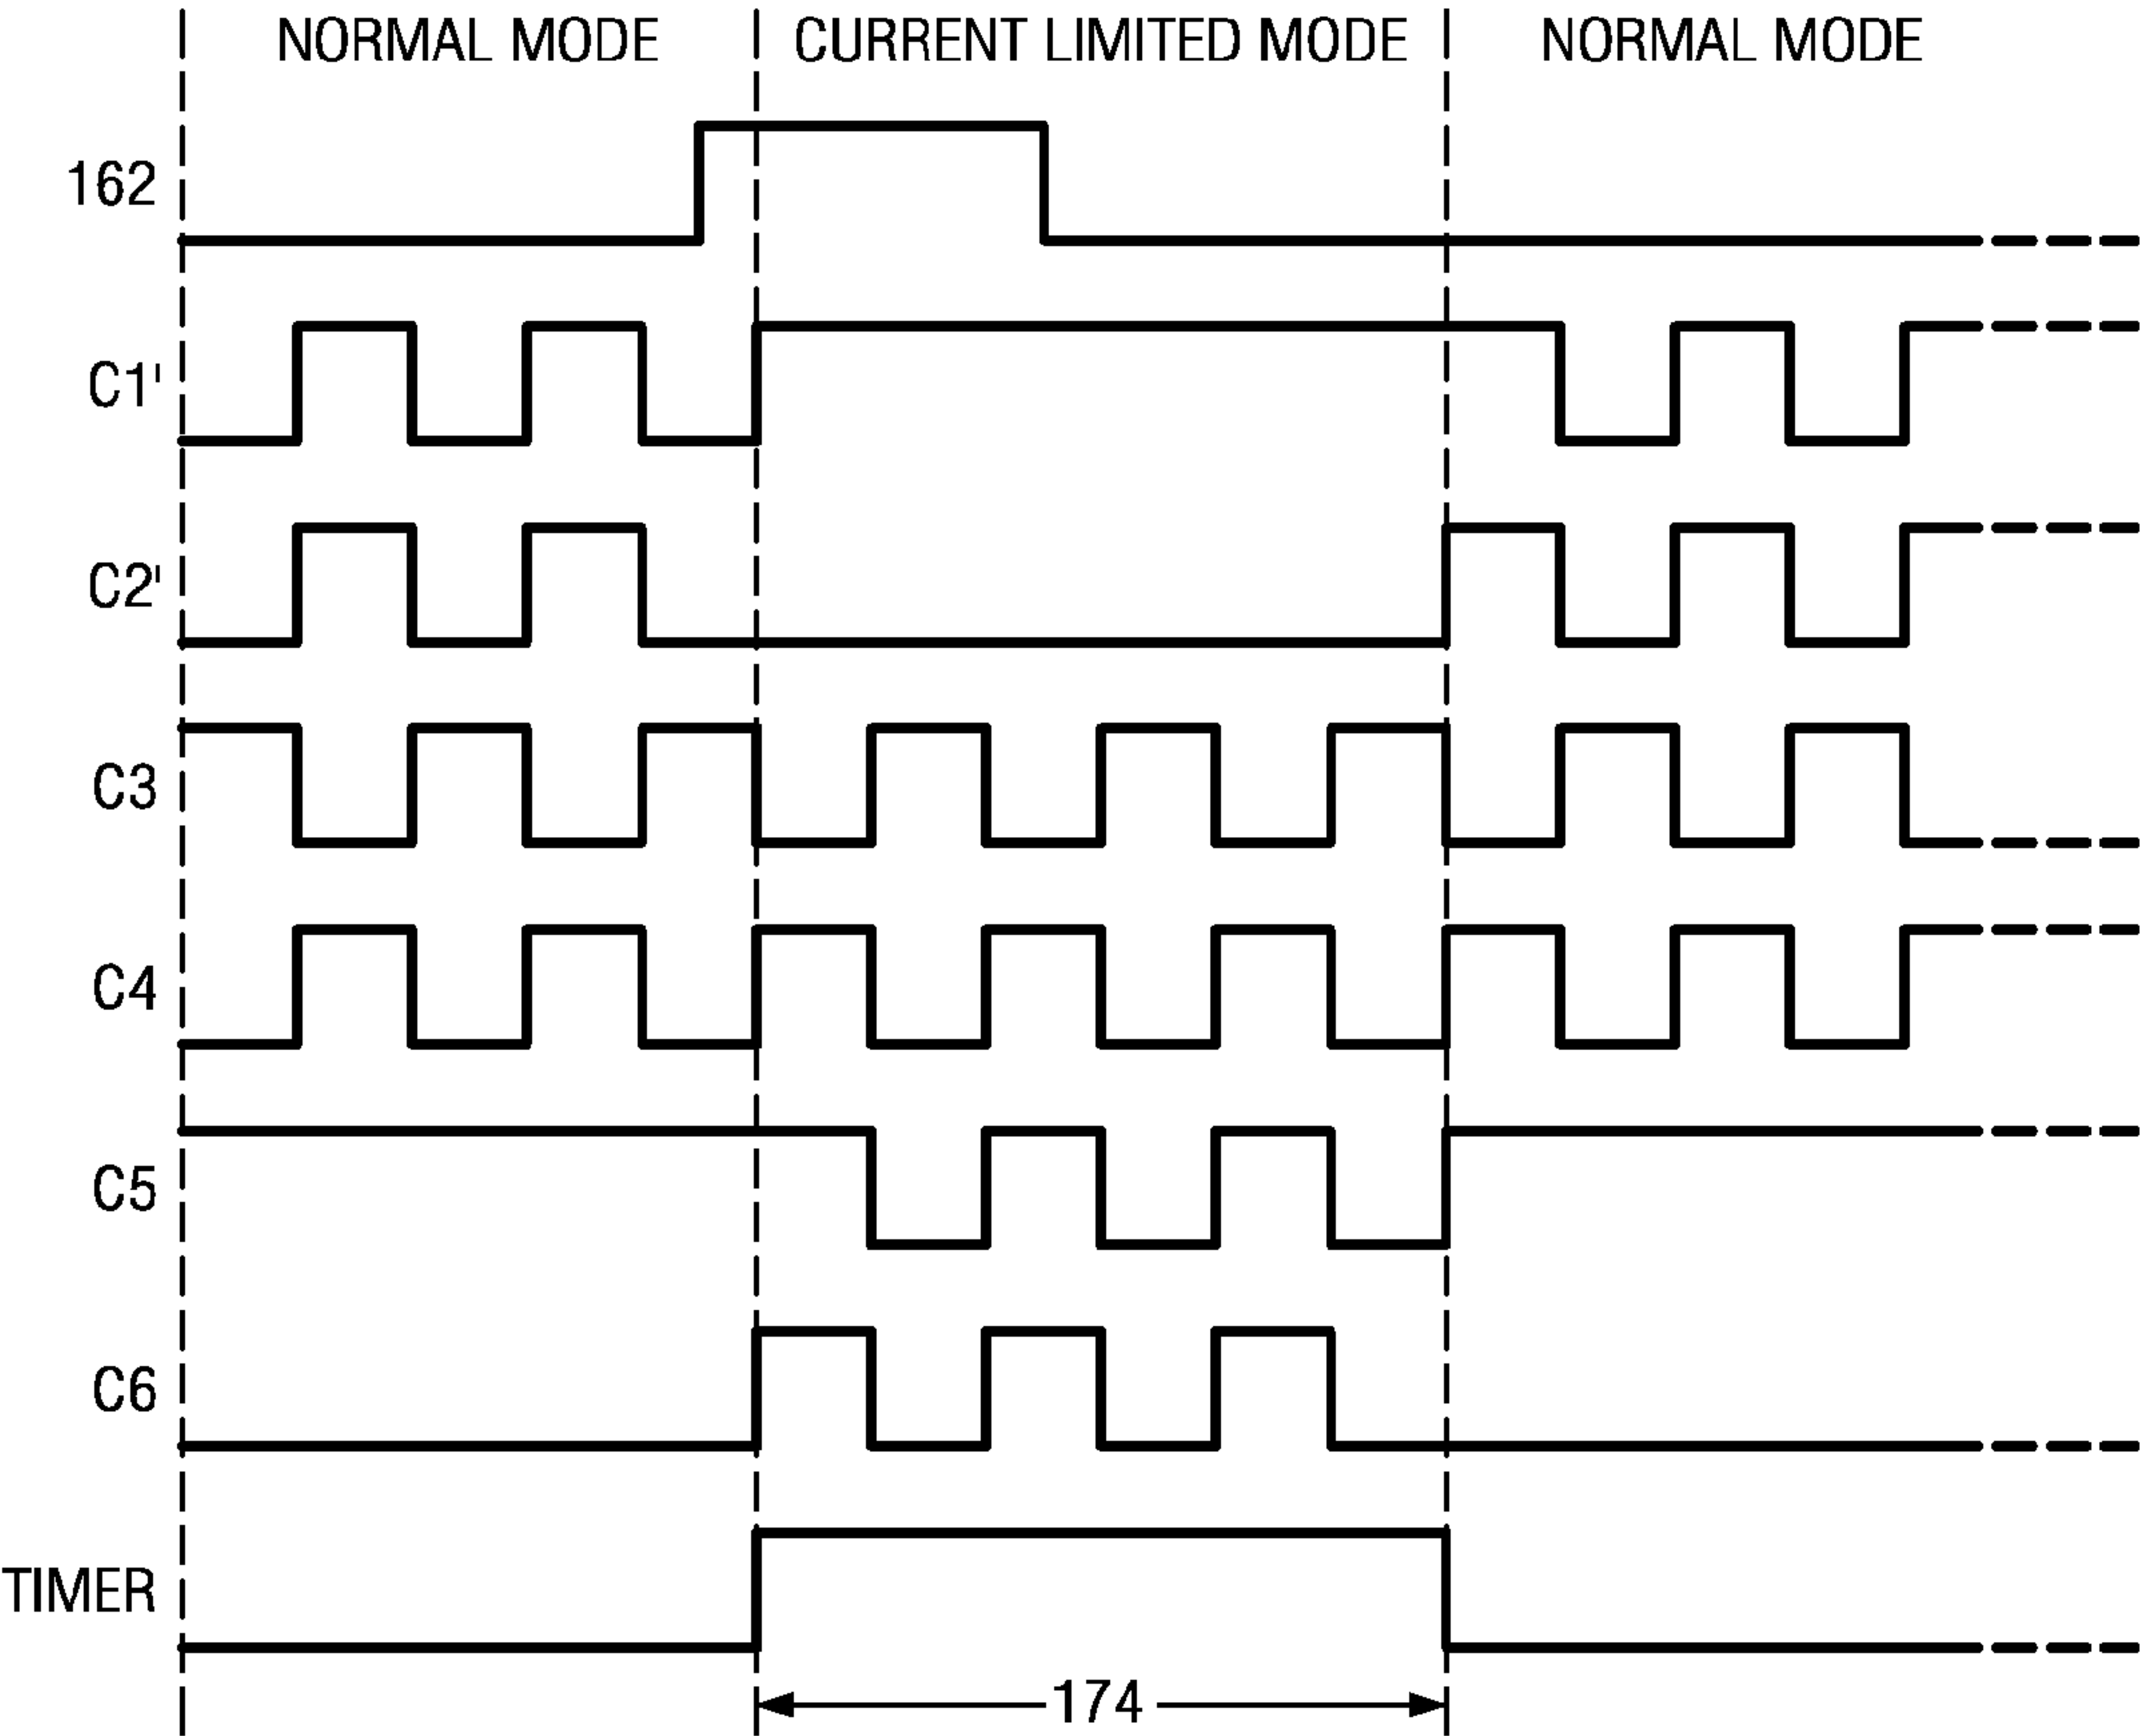 NORMAL MODE CURRENT LIMITED MODE NORMAL MODE
162
C1'
C2'
C3
C4
C5
C6
TIMER
174